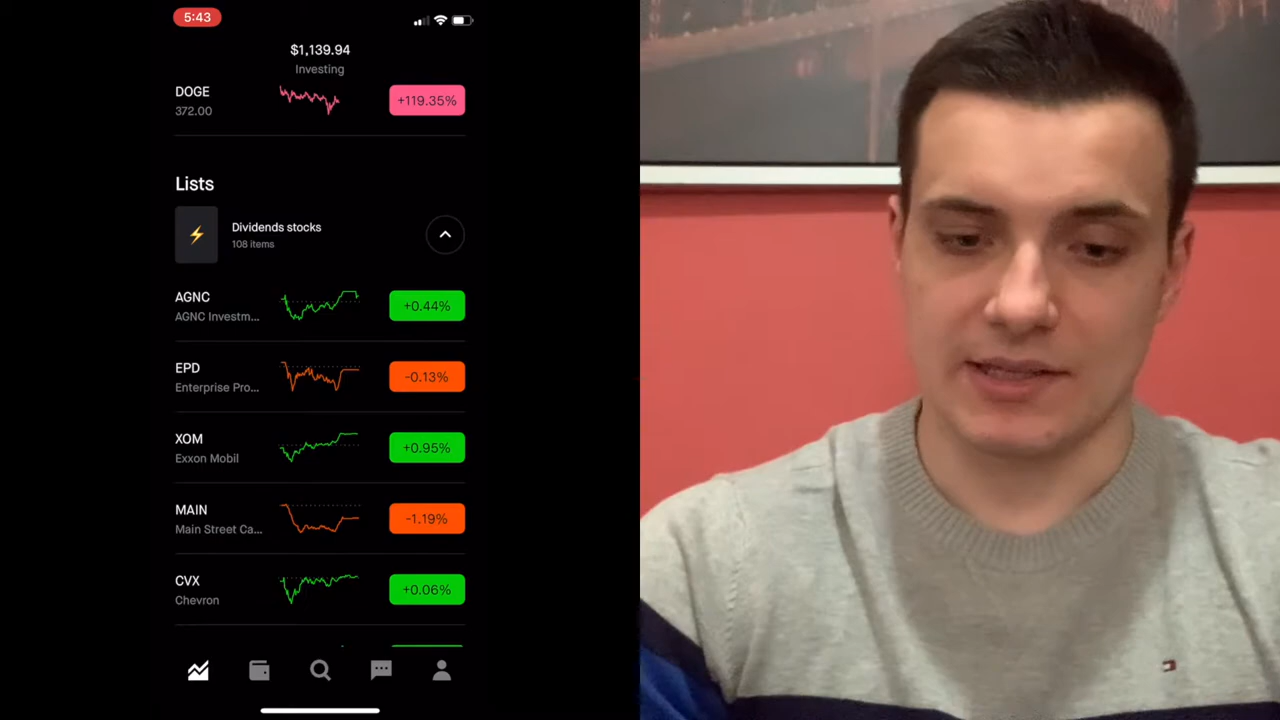 5:43
$1,139.94
Investing
DOGE
372.00
+119.35%
Lists
Dividends stocks
108 items
AGNC
AGNC Investm...
+0.44%
EPD
Enterprise Pro...
-0.13%
XOM
Exxon Mobil
+0.95%
MAIN
Main Street Ca...
-1.19%
CVX
Chevron
+0.06%